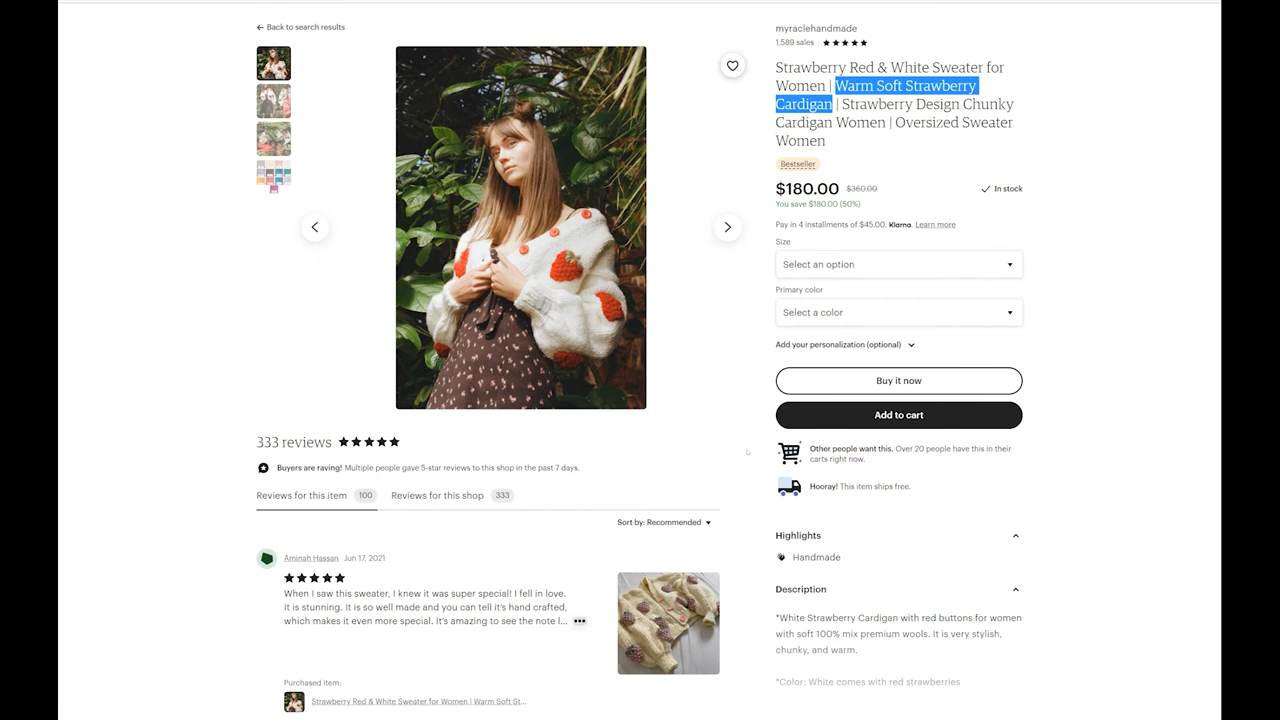 Back to search results
myraclehandmade
1,589 sales
Strawberry Red & White Sweater for
Women | Warm Soft Strawberry
Cardigan | Strawberry Design Chunky
Cardigan Women | Oversized Sweater
Women
Bestseller
$180.00 $360.00 In stock
You save $180.00 (50%)
Pay in 4 installments of $45.00. Klarna. Learn more
Size
Select an option
Primary color
Select a color
Add your personalization (optional)
Buy it now
Add to cart
Other people want this. Over 20 people have this in their
carts right now.
Hooray! This item ships free.
Highlights
Handmade
Description
*White Strawberry Cardigan with red buttons for women
with soft 100% mix premium wools. It is very stylish,
chunky, and warm.
*Color: White comes with red strawberries
333 reviews
Buyers are raving! Multiple people gave 5-star reviews to this shop in the past 7 days.
Reviews for this item 100 Reviews for this shop 333
Sort by: Recommended
Aminah Hassan Jun 17, 2021
When I saw this sweater, I knew it was super special! I fell in love.
It is stunning. It is so well made and you can tell it's hand crafted,
which makes it even more special. It's amazing to see the note l...
Purchased item:
Strawberry Red & White Sweater for Women | Warm Soft St...